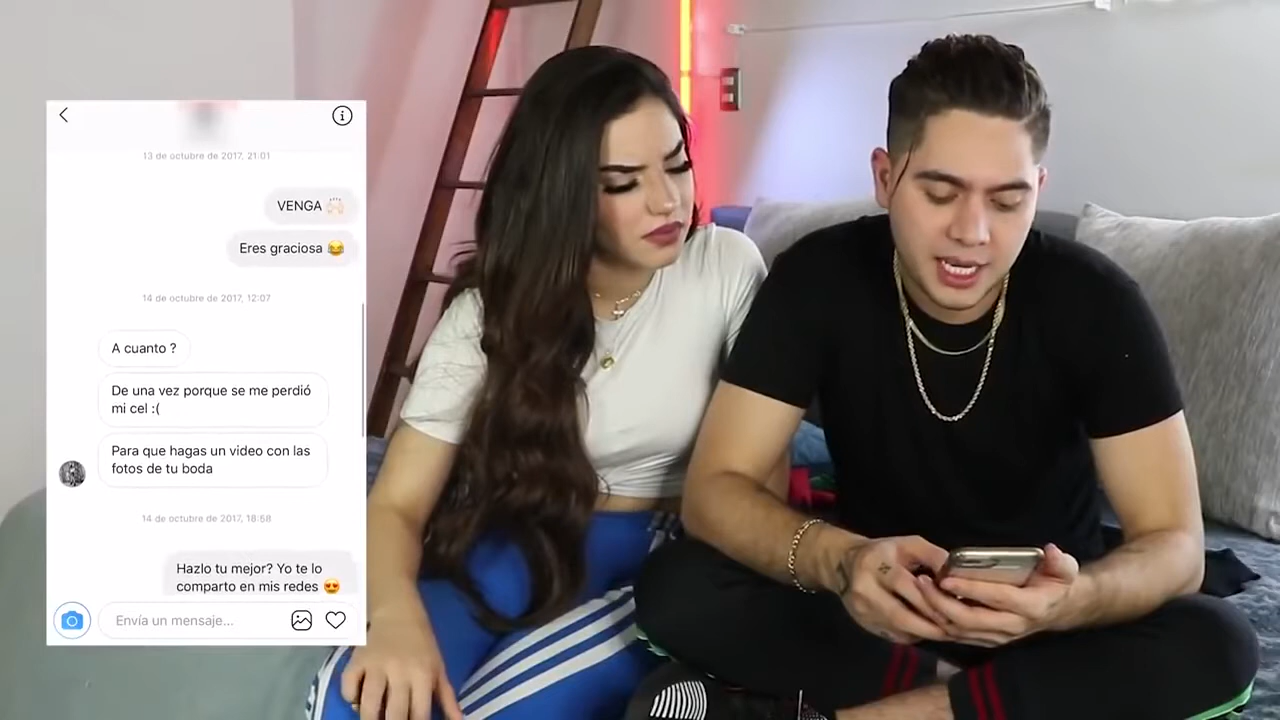 13 de octubre de 2017, 21:01
VENGA 🙌🏻
Eres graciosa 😂
14 de octubre de 2017, 12:07
A cuanto ?
De una vez porque se me perdió
mi cel :(
Para que hagas un video con las
fotos de tu boda
14 de octubre de 2017, 18:58
Hazlo tu mejor? Yo te lo
comparto en mis redes 😍
Envía un mensaje...